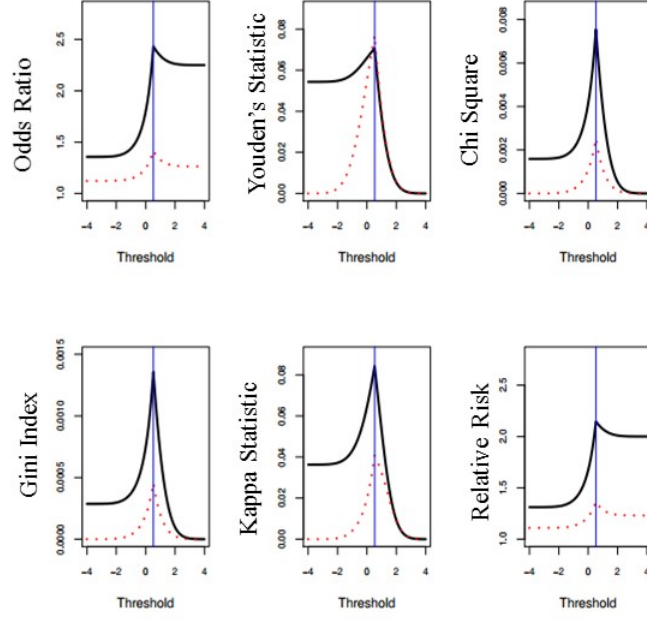 Odds Ratio
1.0 1.5 2.0 2.5
-4 -2 0 2 4
Threshold
Youden's Statistic
0.00 0.02 0.04 0.06 0.08
-4 -2 0 2 4
Threshold
Chi Square
0.000 0.002 0.004 0.006 0.008
-4 -2 0 2 4
Threshold
Gini Index
0.0000 0.0005 0.0010 0.0015
-4 -2 0 2 4
Threshold
Kappa Statistic
0.00 0.02 0.04 0.06 0.08
-4 -2 0 2 4
Threshold
Relative Risk
1.0 1.5 2.0 2.5
-4 -2 0 2 4
Threshold